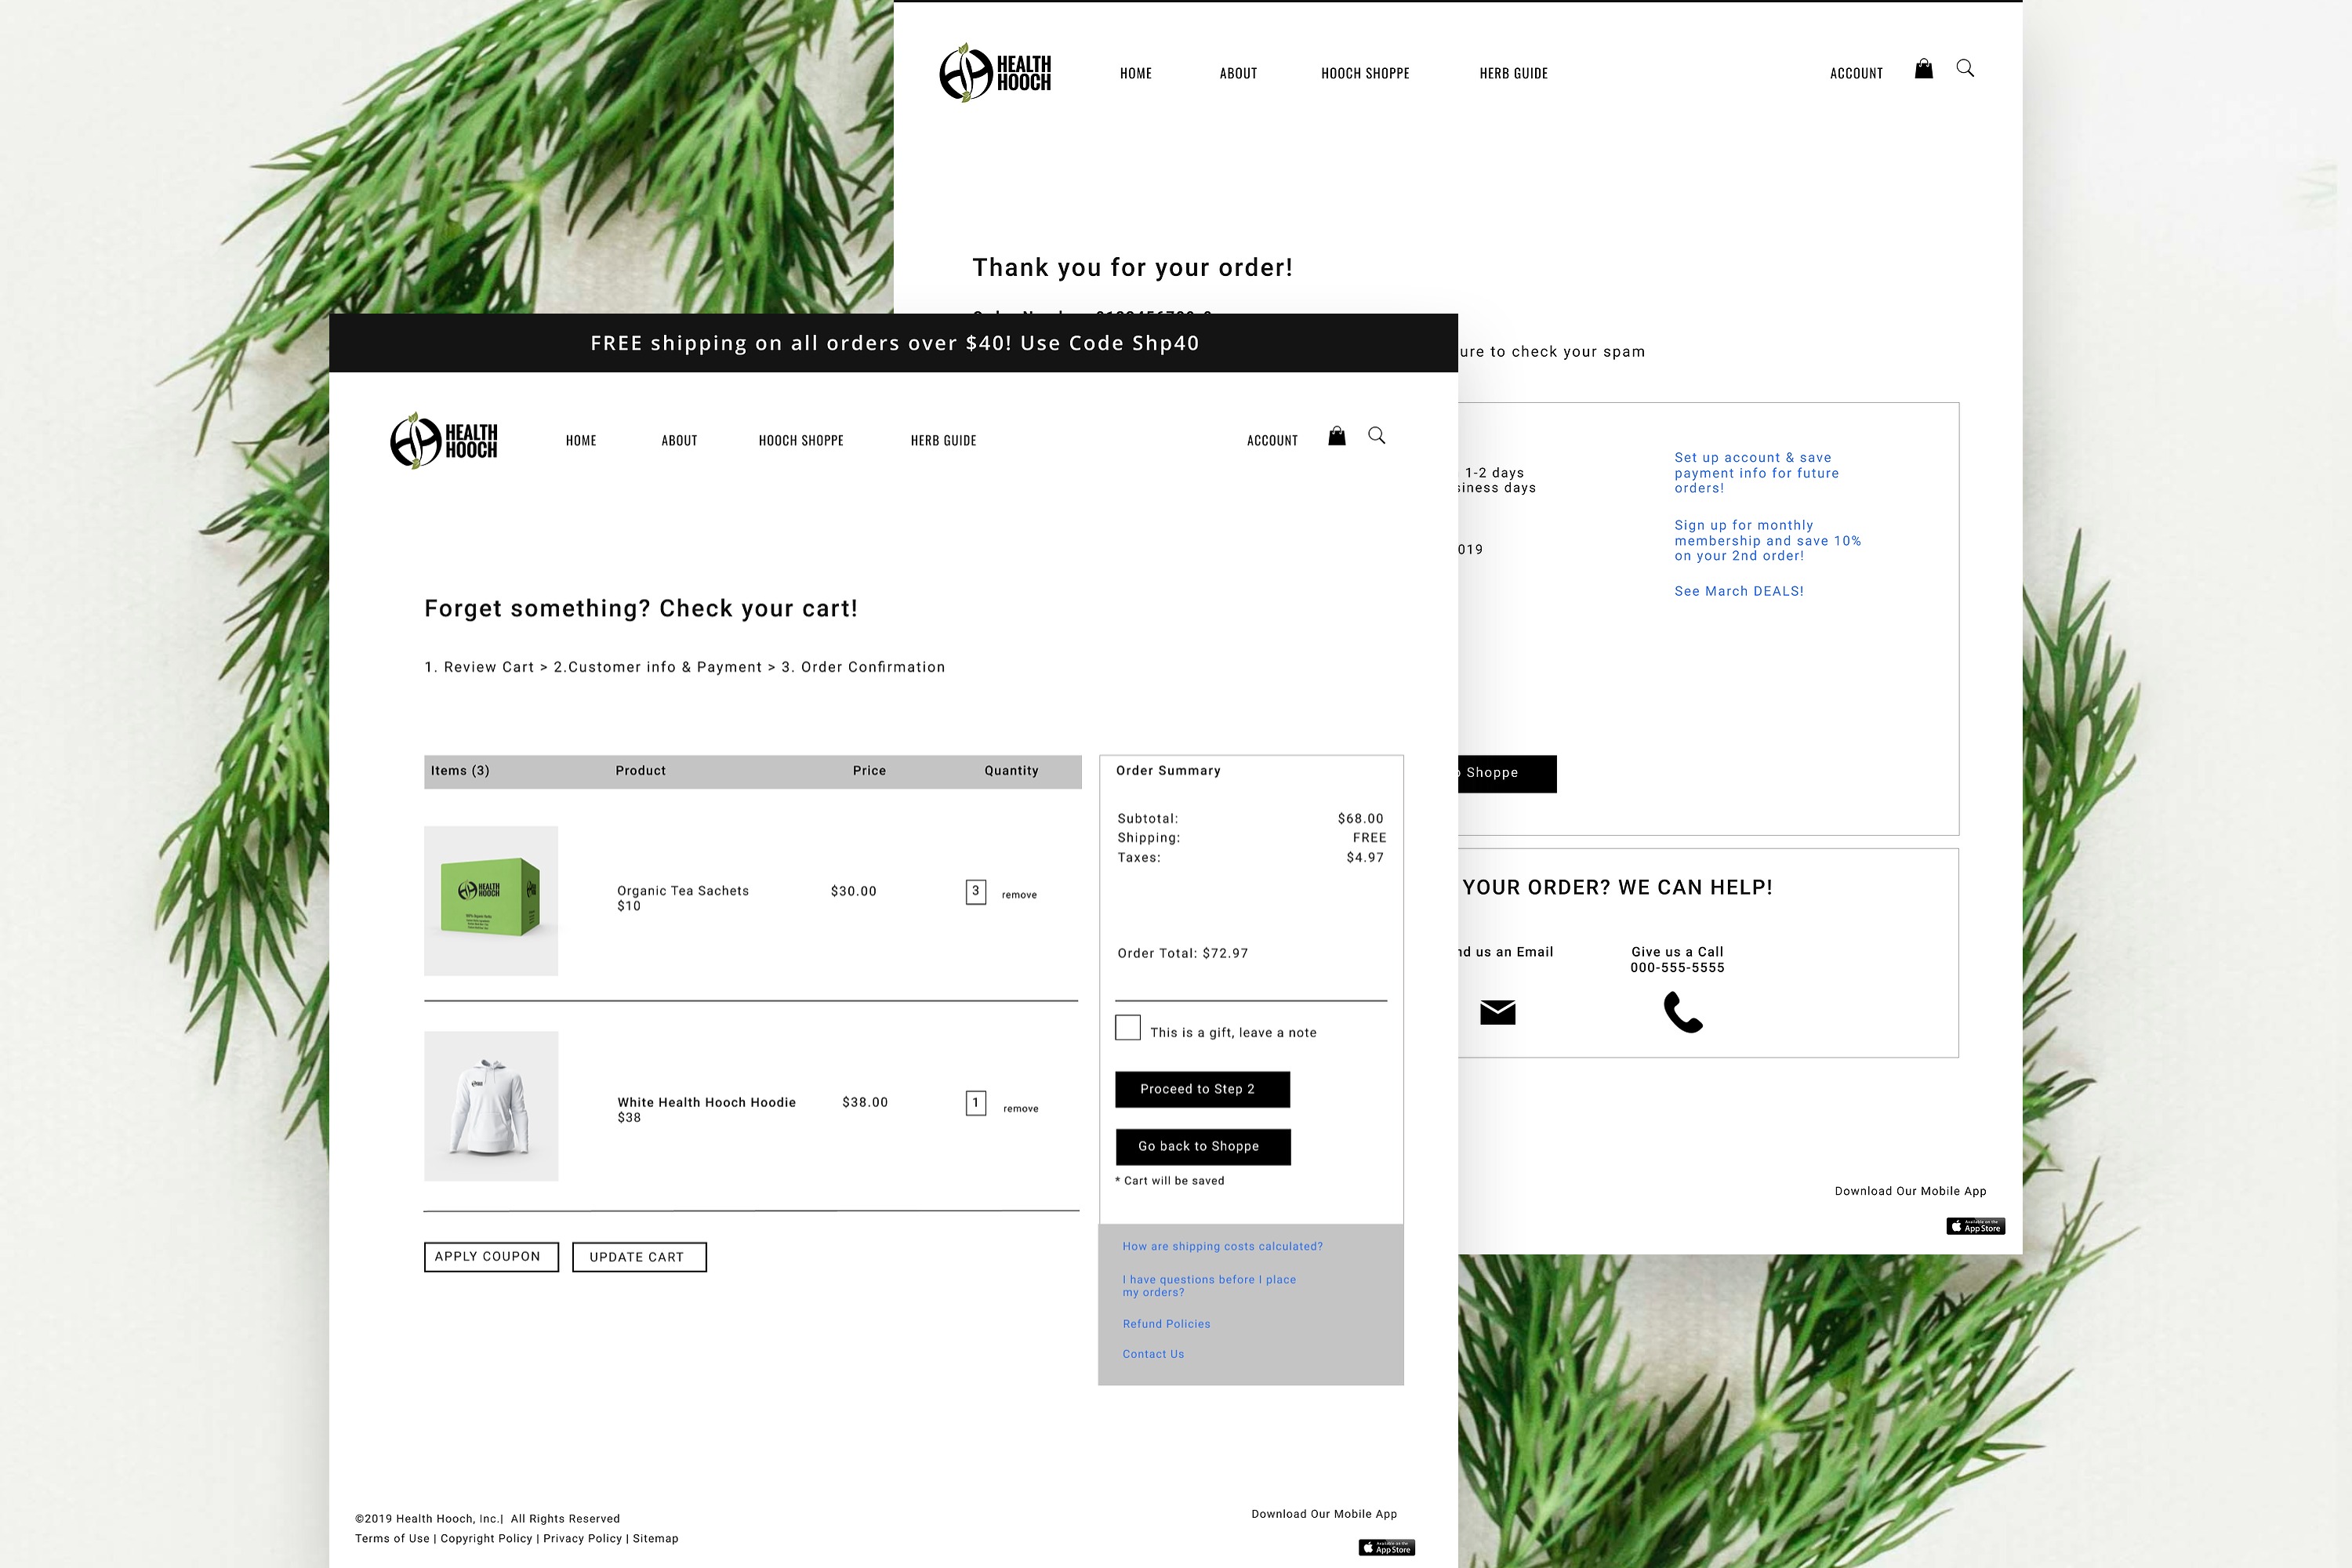 HEALTH
HOOCH
HOME
ABOUT
HOOCH SHOPPE
HERB GUIDE
ACCOUNT
Thank you for your order!
ure to check your spam
1-2 days
siness days
019
Set up account & save
payment info for future
orders!
Sign up for monthly
membership and save 10%
on your 2nd order!
See March DEALS!
Shoppe
YOUR ORDER? WE CAN HELP!
nd us an Email
Give us a Call
000-555-5555
Download Our Mobile App
Available on the
App Store
FREE shipping on all orders over $40! Use Code Shp40
HEALTH
HOOCH
HOME
ABOUT
HOOCH SHOPPE
HERB GUIDE
ACCOUNT
Forget something? Check your cart!
1. Review Cart > 2.Customer info & Payment > 3. Order Confirmation
Items (3)
Product
Price
Quantity
HEALTH
HOOCH
Organic Tea Sachets
$10
$30.00
3
remove
White Health Hooch Hoodie
$38
$38.00
1
remove
APPLY COUPON
UPDATE CART
Order Summary
Subtotal: $68.00
Shipping: FREE
Taxes: $4.97
Order Total: $72.97
This is a gift, leave a note
Proceed to Step 2
Go back to Shoppe
* Cart will be saved
How are shipping costs calculated?
I have questions before I place
my orders?
Refund Policies
Contact Us
©2019 Health Hooch, Inc.| All Rights Reserved
Terms of Use | Copyright Policy | Privacy Policy | Sitemap
Download Our Mobile App
Available on the
App Store